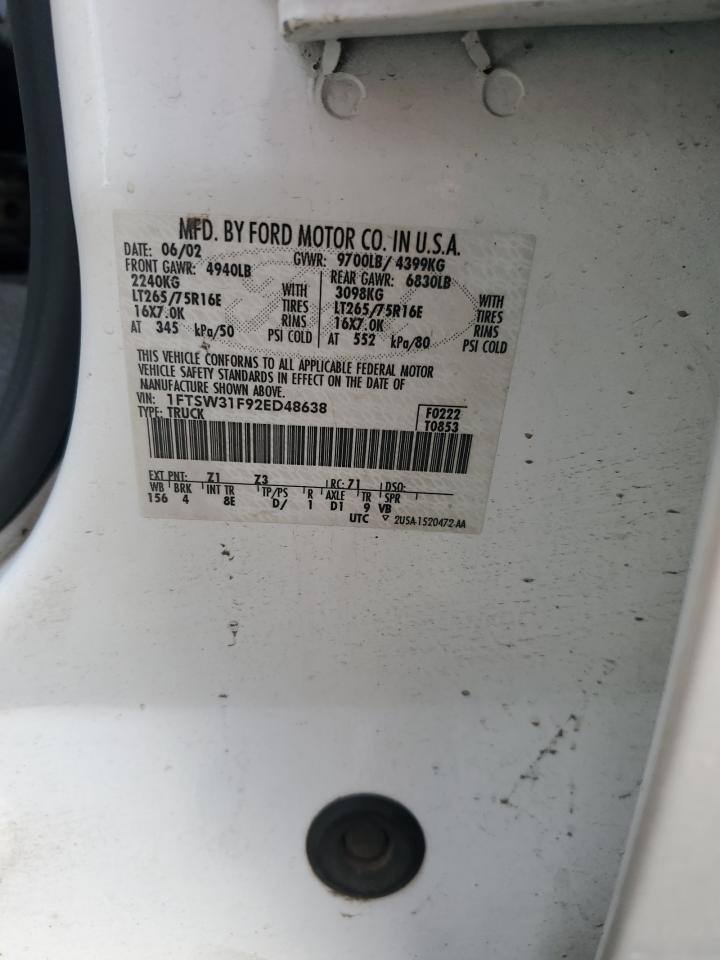 MFD. BY FORD MOTOR CO. IN U.S.A.
DATE: 06/02 GVWR: 9700LB/ 4399KG
FRONT GAWR: 4940LB REAR GAWR: 6830LB
2240KG WITH 3098KG WITH
LT265/75R16E TIRES LT265/75R16E TIRES
16X7.0K RIMS 16X7.0K RIMS
AT 345 kPa/50 PSI COLD AT 552 kPa/80 PSI COLD
THIS VEHICLE CONFORMS TO ALL APPLICABLE FEDERAL MOTOR
VEHICLE SAFETY STANDARDS IN EFFECT ON THE DATE OF
MANUFACTURE SHOWN ABOVE.
VIN: 1FTSW31F92ED48638 F0222
TYPE: TRUCK T0853
EXT PNT: Z1 Z3 RC: 71 DSO:
WB BRK INT TR TP/PS R AXLE TR SPR
156 4 8E D/ 1 D1 9 VB
UTC ▽ 2U5A-1520472-AA